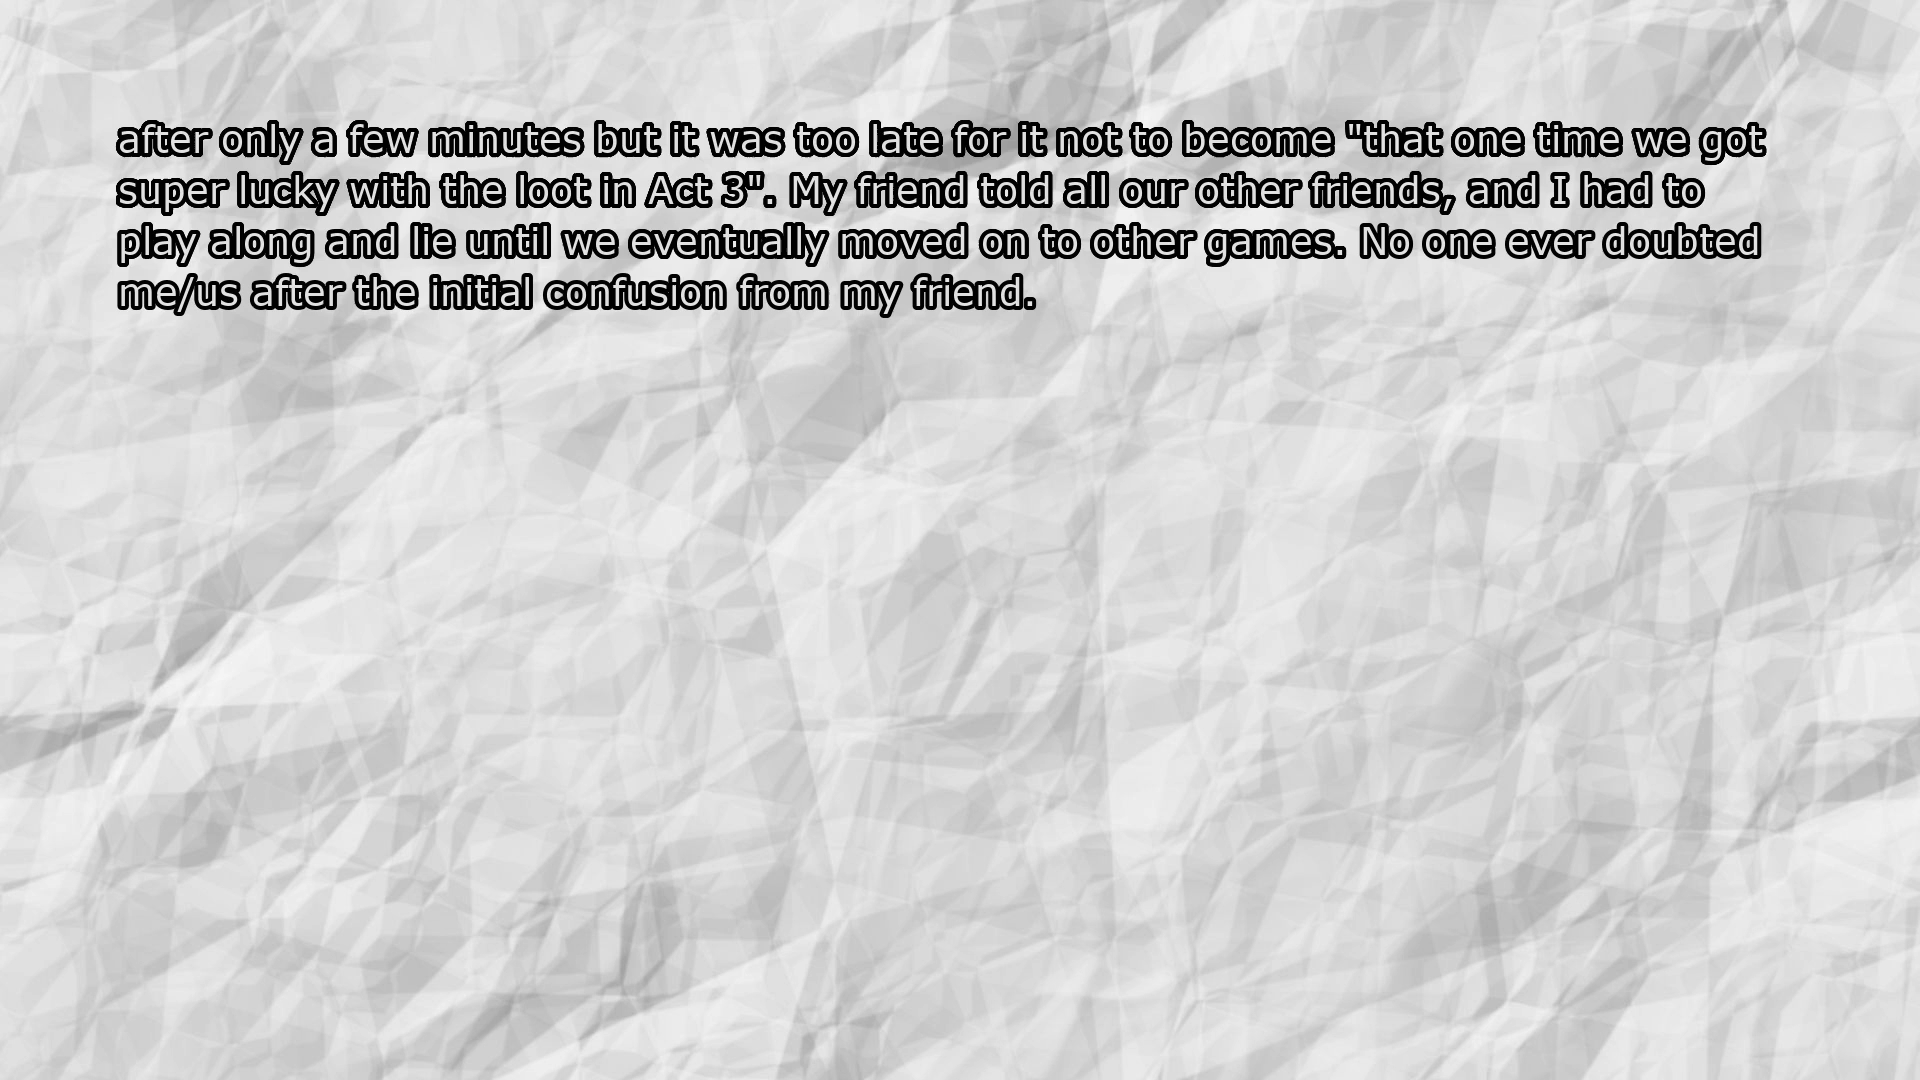 after only a few minutes but it was too late for it not to become "that one time we got
super lucky with the loot in Act 3". My friend told all our other friends, and I had to
play along and lie until we eventually moved on to other games. No one ever doubted
me/us after the initial confusion from my friend.